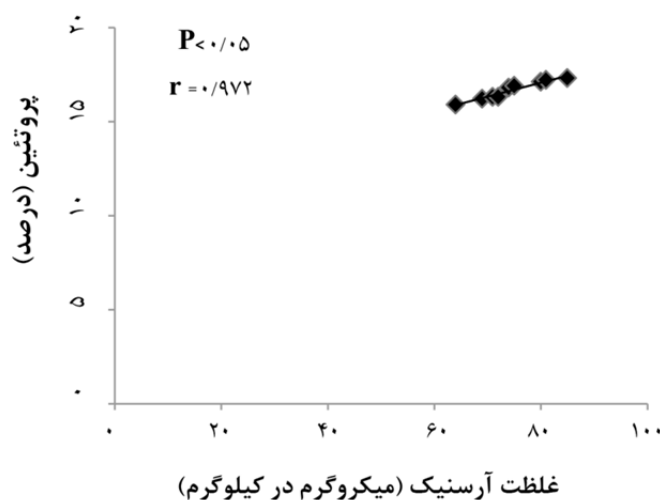 ۲۰
P< ۰/۰۵
r = ۰/۹۷۲
۱۵
پروتئین (درصد)
۱۰
۵
۰
۰ ۲۰ ۴۰ ۶۰ ۸۰ ۱۰۰
غلظت آرسنیک (میکروگرم در کیلوگرم)